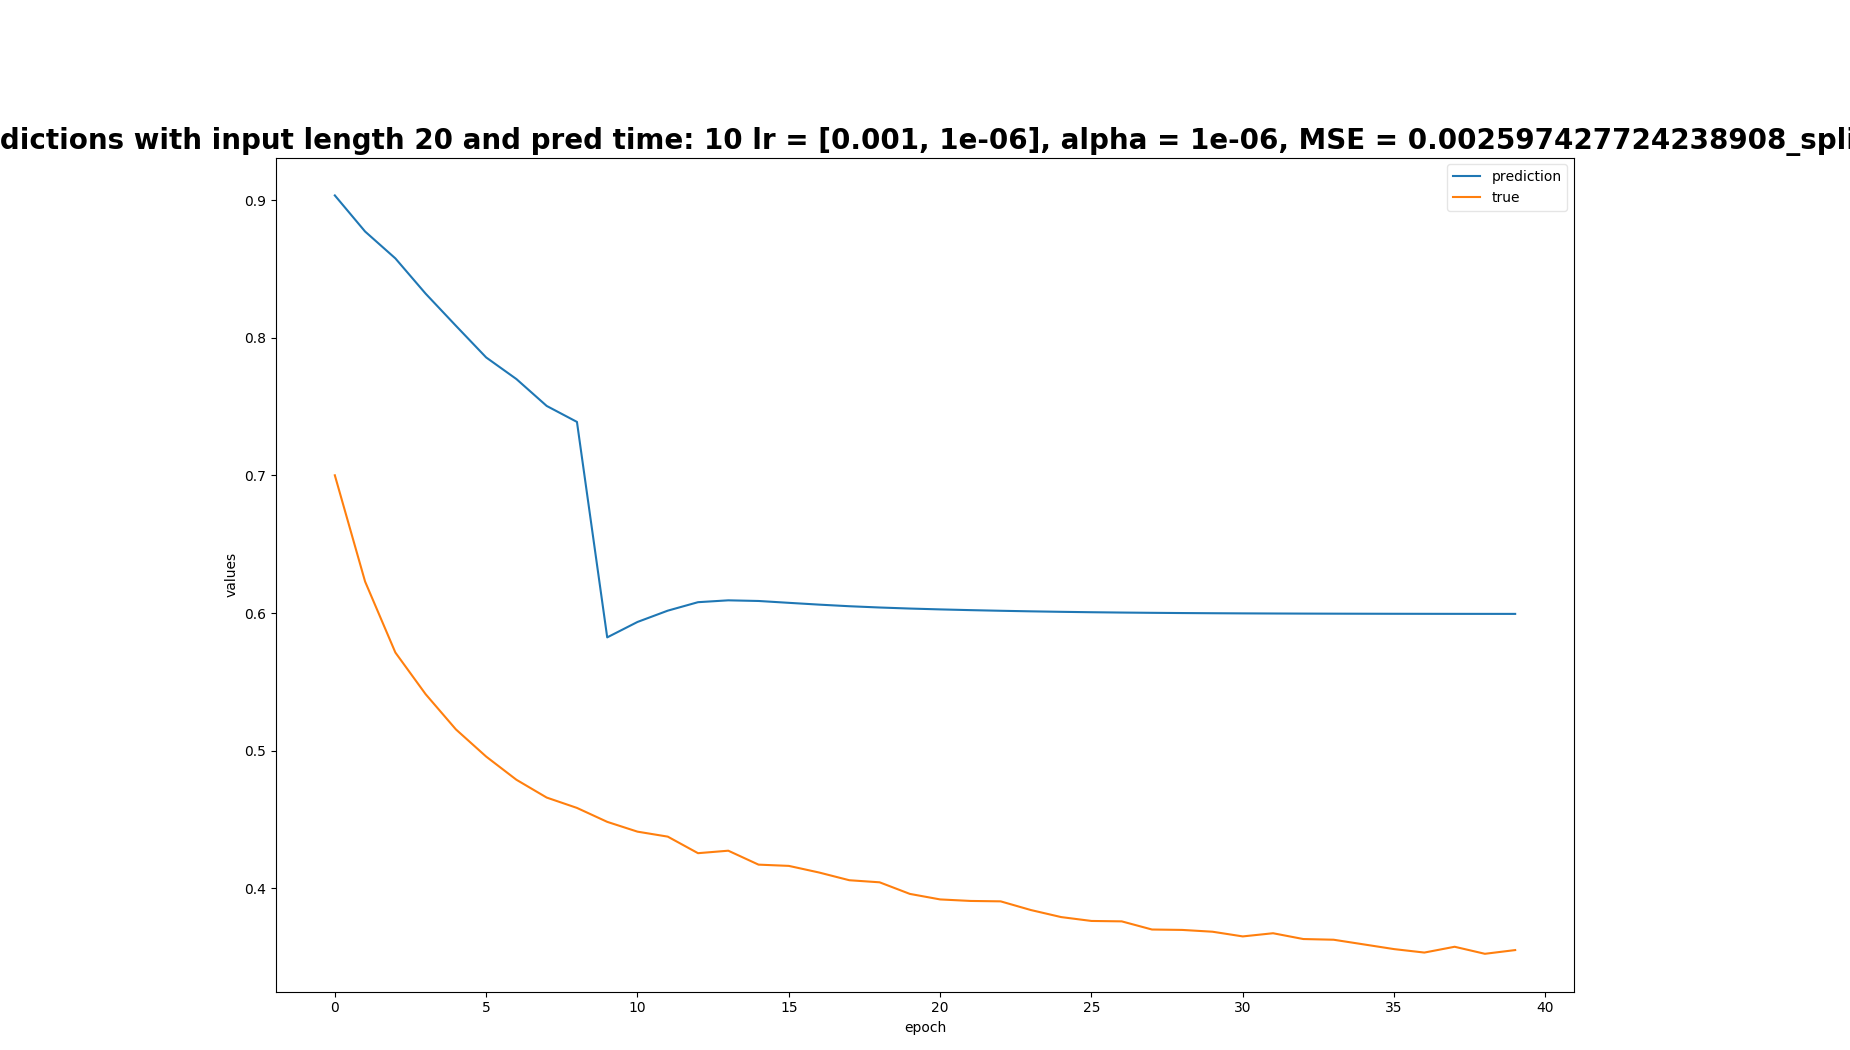 dictions with input length 20 and pred time: 10 lr = [0.001, 1e-06], alpha = 1e-06, MSE = 0.002597427724238908_spli
prediction
true
0.9
0.8
0.7
0.6
0.5
0.4
values
0 5 10 15 20 25 30 35 40
epoch